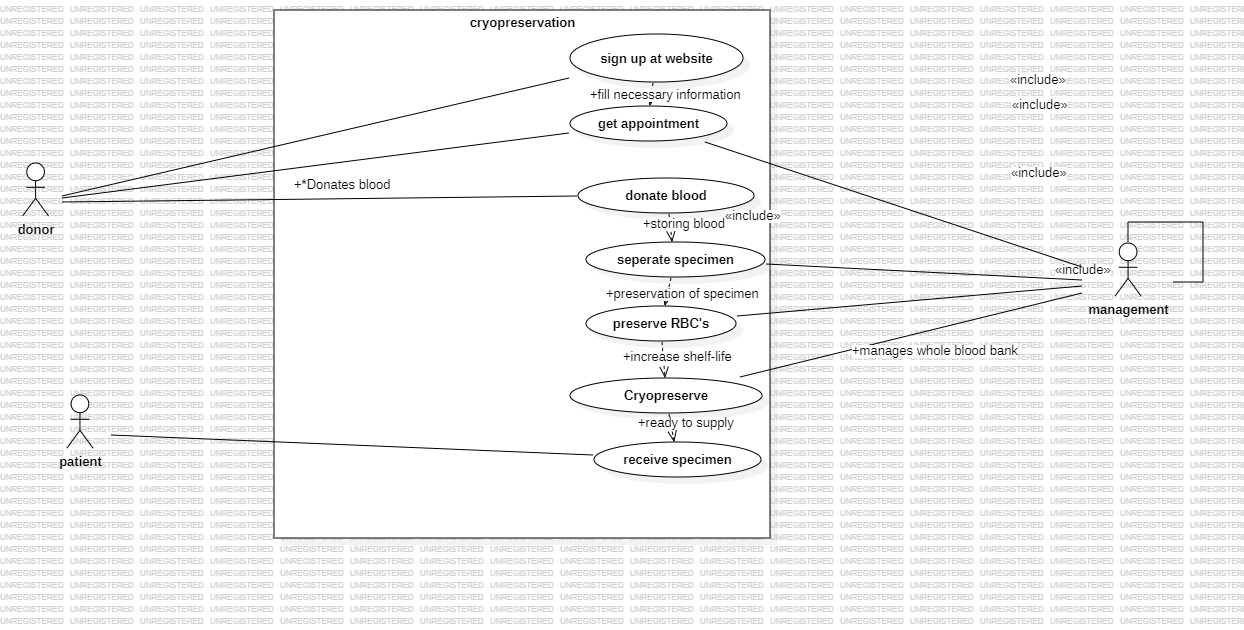 cryopreservation
sign up at website
«include»
+fill necessary information
«include»
get appointment
«include»
+*Donates blood
donate blood
«include»
+storing blood
donor
seperate specimen
«include»
+preservation of specimen
management
preserve RBC's
+manages whole blood bank
+increase shelf-life
Cryopreserve
+ready to supply
patient
receive specimen
UNREGISTERED